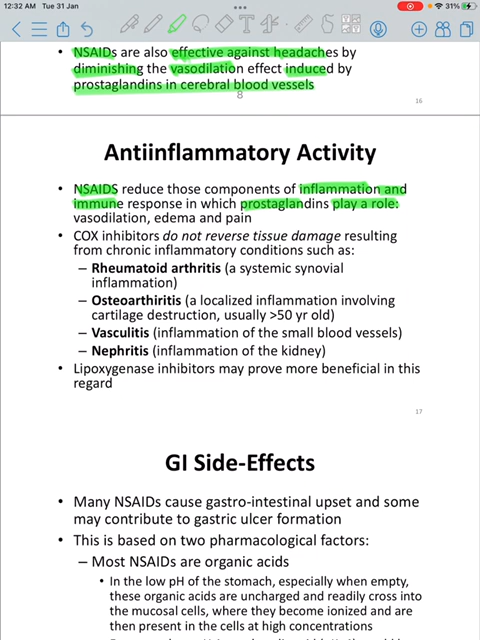 12:32 AM Tue 31 Jan
31%
• NSAIDs are also effective against headaches by
diminishing the vasodilation effect induced by
prostaglandins in cerebral blood vessels
8
16
Antiinflammatory Activity
• NSAIDS reduce those components of inflammation and
immune response in which prostaglandins play a role:
vasodilation, edema and pain
• COX inhibitors do not reverse tissue damage resulting
from chronic inflammatory conditions such as:
– Rheumatoid arthritis (a systemic synovial
inflammation)
– Osteoarthiritis (a localized inflammation involving
cartilage destruction, usually >50 yr old)
– Vasculitis (inflammation of the small blood vessels)
– Nephritis (inflammation of the kidney)
• Lipoxygenase inhibitors may prove more beneficial in this
regard
17
GI Side-Effects
• Many NSAIDs cause gastro-intestinal upset and some
may contribute to gastric ulcer formation
• This is based on two pharmacological factors:
– Most NSAIDs are organic acids
• In the low pH of the stomach, especially when empty,
these organic acids are uncharged and readily cross into
the mucosal cells, where they become ionized and are
then present in the cells at high concentrations